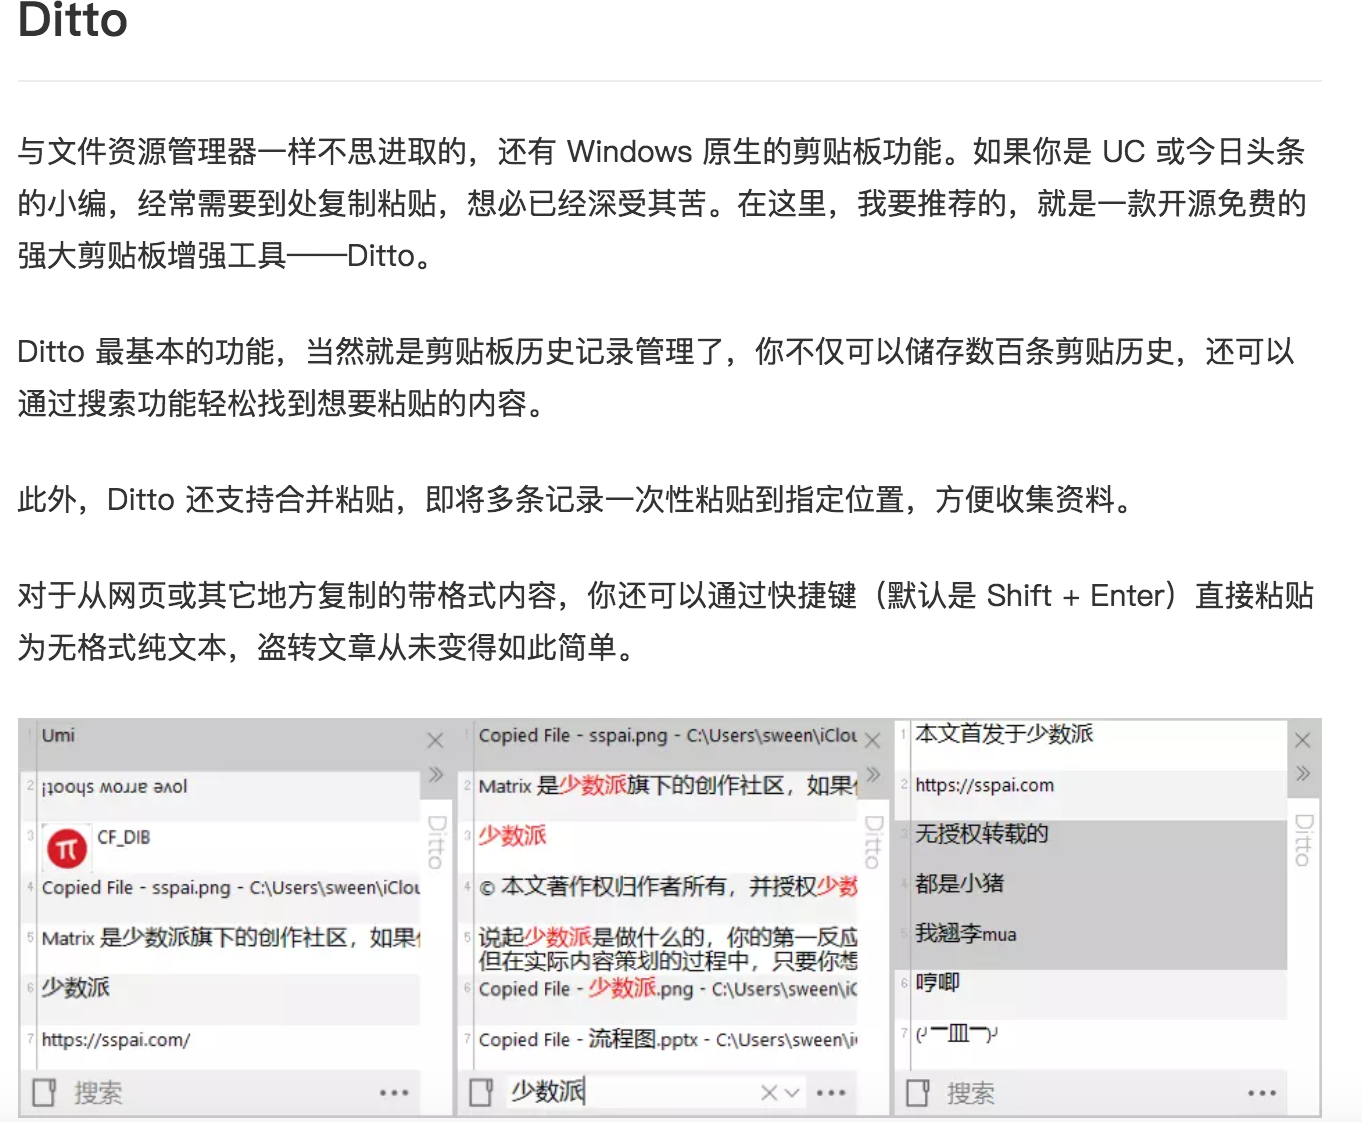 Ditto
与文件资源管理器一样不思进取的，还有 Windows 原生的剪贴板功能。如果你是 UC 或今日头条
的小编，经常需要到处复制粘贴，想必已经深受其苦。在这里，我要推荐的，就是一款开源免费的
强大剪贴板增强工具——Ditto。
Ditto 最基本的功能，当然就是剪贴板历史记录管理了，你不仅可以储存数百条剪贴历史，还可以
通过搜索功能轻松找到想要粘贴的内容。
此外，Ditto 还支持合并粘贴，即将多条记录一次性粘贴到指定位置，方便收集资料。
对于从网页或其它地方复制的带格式内容，你还可以通过快捷键（默认是 Shift + Enter）直接粘贴
为无格式纯文本，盗转文章从未变得如此简单。
1 Umi
2 ¡ʇooɥs ʍoɹɹɐ ǝʌol
3 π CF_DIB
4 Copied File - sspai.png - C:\Users\sween\iClou
5 Matrix 是少数派旗下的创作社区，如果
6 少数派
7 https://sspai.com/
搜索
Ditto
1 Copied File - sspai.png - C:\Users\sween\iClou
2 Matrix 是少数派旗下的创作社区，如果
3 少数派
4 © 本文著作权归作者所有，并授权少数
5 说起少数派是做什么的，你的第一反应
但在实际内容策划的过程中，只要你想
6 Copied File - 少数派.png - C:\Users\sween\iC
7 Copied File - 流程图.pptx - C:\Users\sween\i
少数派
Ditto
1 本文首发于少数派
2 https://sspai.com
3 无授权转载的
4 都是小猪
5 我翘李mua
6 哼唧
7 (╯￣皿￣)╯
搜索
Ditto